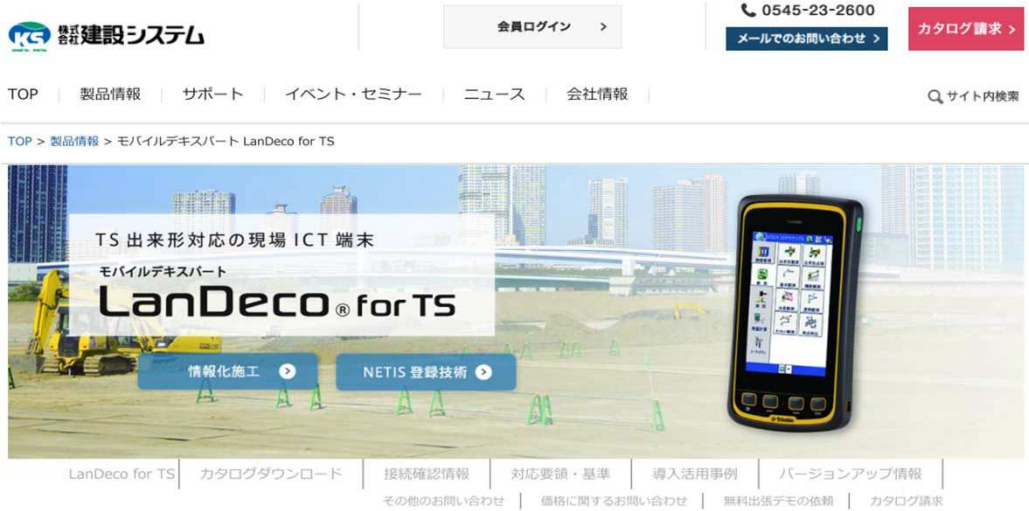 KS 株式会社建設システム
会員ログイン >
0545-23-2600
メールでのお問い合わせ >
カタログ請求 >
TOP 製品情報 サポート イベント・セミナー ニュース 会社情報
サイト内検索
TOP > 製品情報 > モバイルデキスパート LanDeco for TS
TS出来形対応の現場ICT端末
モバイルデキスパート
LanDeco® for TS
情報化施工
NETIS登録技術
Trimble
LanDeco for TS カタログダウンロード 接続確認情報 対応要領・基準 導入活用事例 バージョンアップ情報
その他のお問い合わせ 価格に関するお問い合わせ 無料出張デモの依頼 カタログ請求